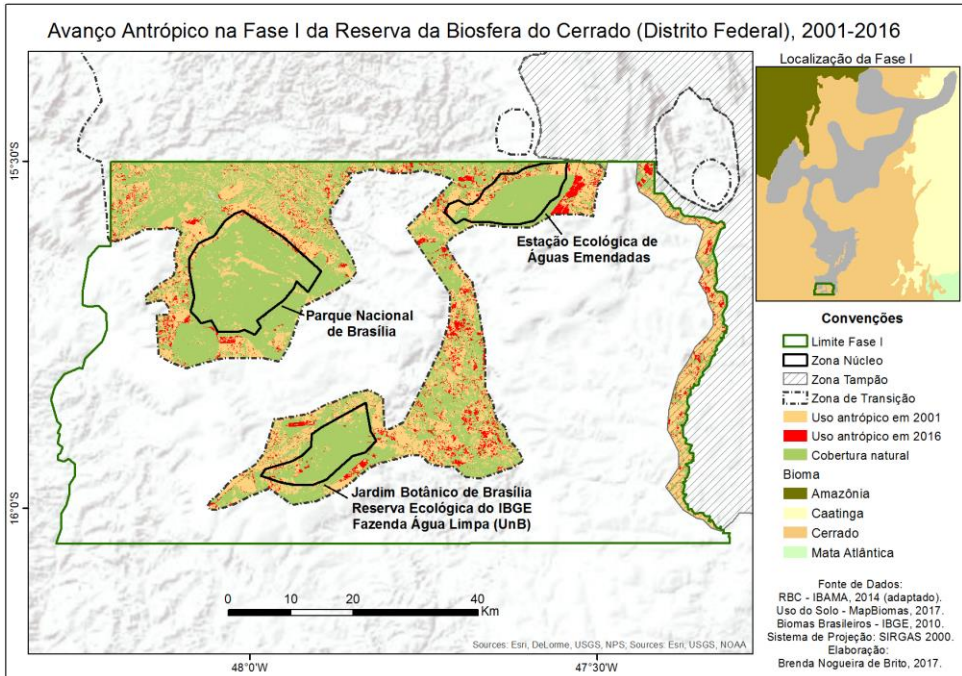 Avanço Antrópico na Fase I da Reserva da Biosfera do Cerrado (Distrito Federal), 2001-2016
Localização da Fase I
15°30'S
Estação Ecológica de
Águas Emendadas
Parque Nacional
de Brasília
Jardim Botânico de Brasília
Reserva Ecológica do IBGE
Fazenda Água Limpa (UnB)
16°0'S
0 10 20 40
Km
Sources: Esri, DeLorme, USGS, NPS; Sources: Esri, USGS, NOAA
48°0'W
47°30'W
Convenções
Limite Fase I
Zona Núcleo
Zona Tampão
Zona de Transição
Uso antrópico em 2001
Uso antrópico em 2016
Cobertura natural
Bioma
Amazônia
Caatinga
Cerrado
Mata Atlântica
Fonte de Dados:
RBC - IBAMA, 2014 (adaptado).
Uso do Solo - MapBiomas, 2017.
Biomas Brasileiros - IBGE, 2010.
Sistema de Projeção: SIRGAS 2000.
Elaboração:
Brenda Nogueira de Brito, 2017.